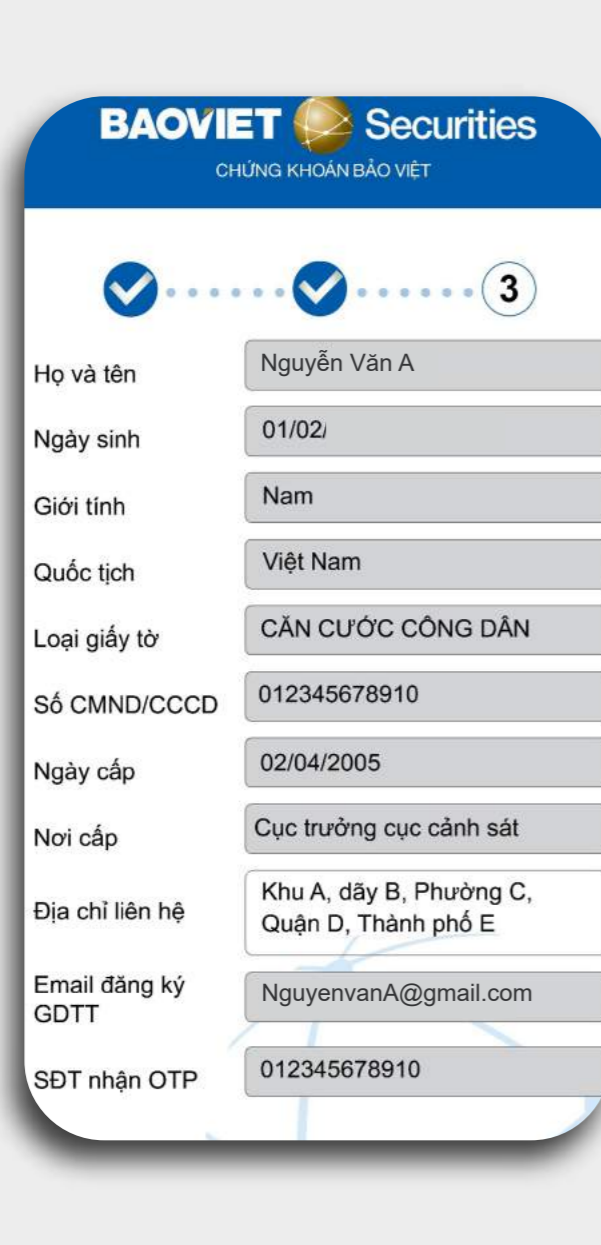 BAOVIET Securities
CHỨNG KHOÁN BẢO VIỆT
3
Họ và tên Nguyễn Văn A
Ngày sinh 01/02/
Giới tính Nam
Quốc tịch Việt Nam
Loại giấy tờ CĂN CƯỚC CÔNG DÂN
Số CMND/CCCD 012345678910
Ngày cấp 02/04/2005
Nơi cấp Cục trưởng cục cảnh sát
Địa chỉ liên hệ Khu A, dãy B, Phường C,
Quận D, Thành phố E
Email đăng ký
GDTT NguyenvanA@gmail.com
SĐT nhận OTP 012345678910